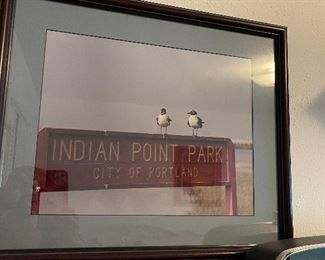 INDIAN POINT PARK
CITY OF PORTLAND